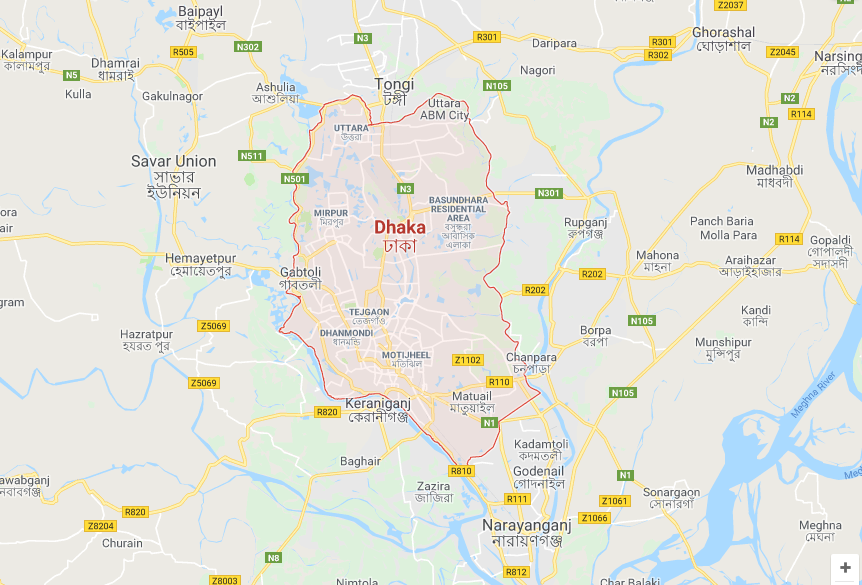 Baipayl
বাইপাইল
Z2037
N2
N3
R301
Daripara
R301
R302
Ghorashal
ঘোড়াশাল
Z2045
N302
R505
Kalampur
কালামপুর
Dhamrai
ধামরাই
N5
Kulla
Gakulnagor
Ashulia
আশুলিয়া
Tongi
টঙ্গী
N105
Nagori
Uttara
ABM City
UTTARA
উত্তরা
N2
R114
N2
Savar Union
সাভার
ইউনিয়ন
N511
N501
N3
N301
Madhabdi
মাধবদী
MIRPUR
মিরপুর
BASUNDHARA
RESIDENTIAL
AREA
বসুন্ধরা
আবাসিক
এলাকা
Dhaka
ঢাকা
Rupganj
রুপগঞ্জ
Panch Baria
Molla Para
R114
Gopaldi
গোপালদী
সদাসদী
Hemayetpur
হেমায়েতপুর
Gabtoli
গাবতলী
Mahona
মাহনা
Araihazar
আড়াইহাজার
R202
R202
TEJGAON
তেজগাঁও
Z5069
Hazratpur
হযরত পুর
DHANMONDI
ধানমন্ডি
Kandi
কান্দি
N105
Borpa
বরপা
Munshipur
মুন্সিপুর
MOTIJHEEL
মতিঝিল
Z1102
Chanpara
চনপাড়া
Z5069
R110
Matuail
মাতুয়াইল
N105
Meghna River
Keraniganj
কেরানীগঞ্জ
R820
N1
Kadamtoli
কদমতলী
Baghair
R810
Godenail
গোদনাইল
N1
Zazira
জাজিরা
R111
Z1061
Sonargaon
সোনারগাঁ
R820
Z8204
Churain
Z1066
Narayanganj
নারায়ণগঞ্জ
Meghna
মেঘনা
N8
Z8003
Nimtola
R812
Char Balaki
+